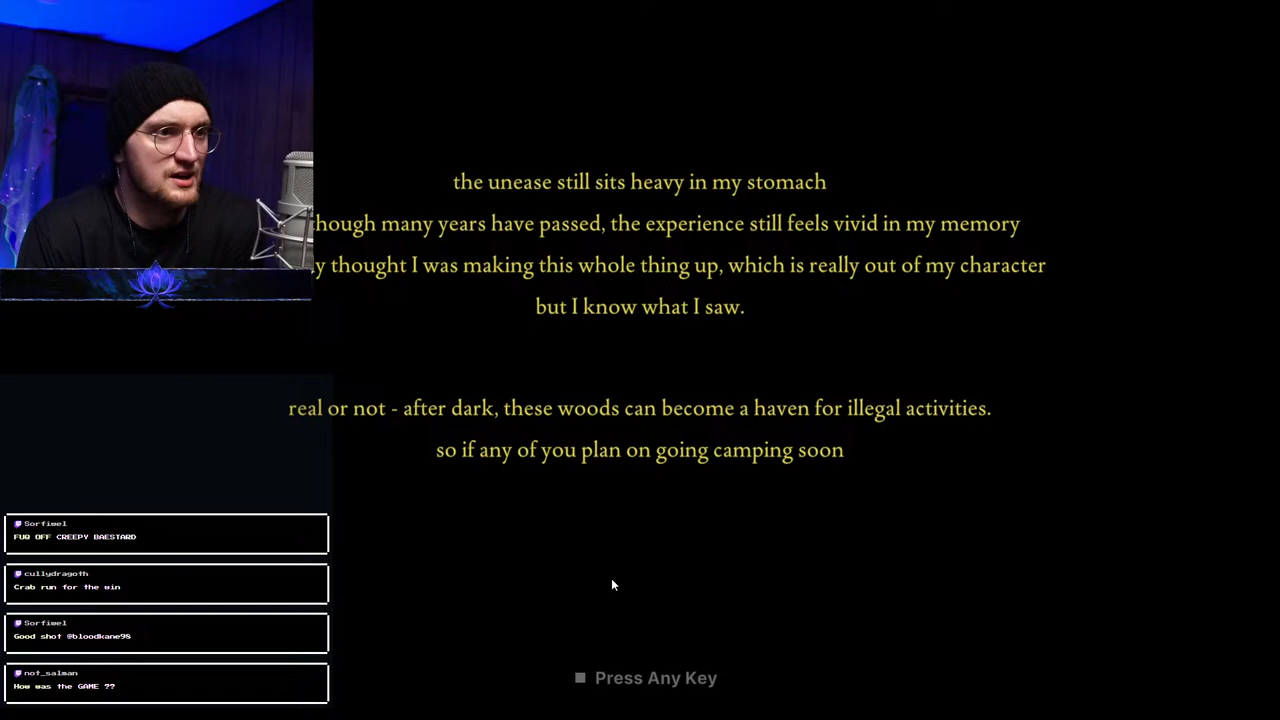 the unease still sits heavy in my stomach
though many years have passed, the experience still feels vivid in my memory
thought I was making this whole thing up, which is really out of my character
but I know what I saw.
real or not - after dark, these woods can become a haven for illegal activities.
so if any of you plan on going camping soon
Sorfiwel
FUQ OFF CREEPY BAESTARD
cullydragoth
Crab run for the win
Sorfiwel
Good shot @bloodkane98
not_salman
How was the GAME ??
Press Any Key